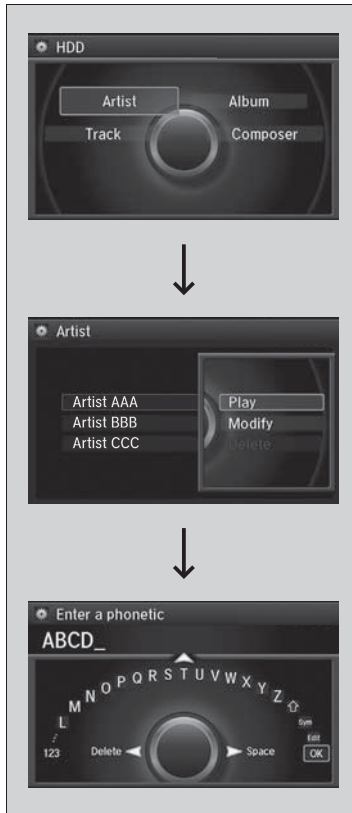 HDD
Artist Album
Track Composer
Artist
Artist AAA Play
Artist BBB Modify
Artist CCC Delete
Enter a phonetic
ABCD_
L M N O P Q R S T U V W X Y Z
Sym
Edit
123 Delete Space OK